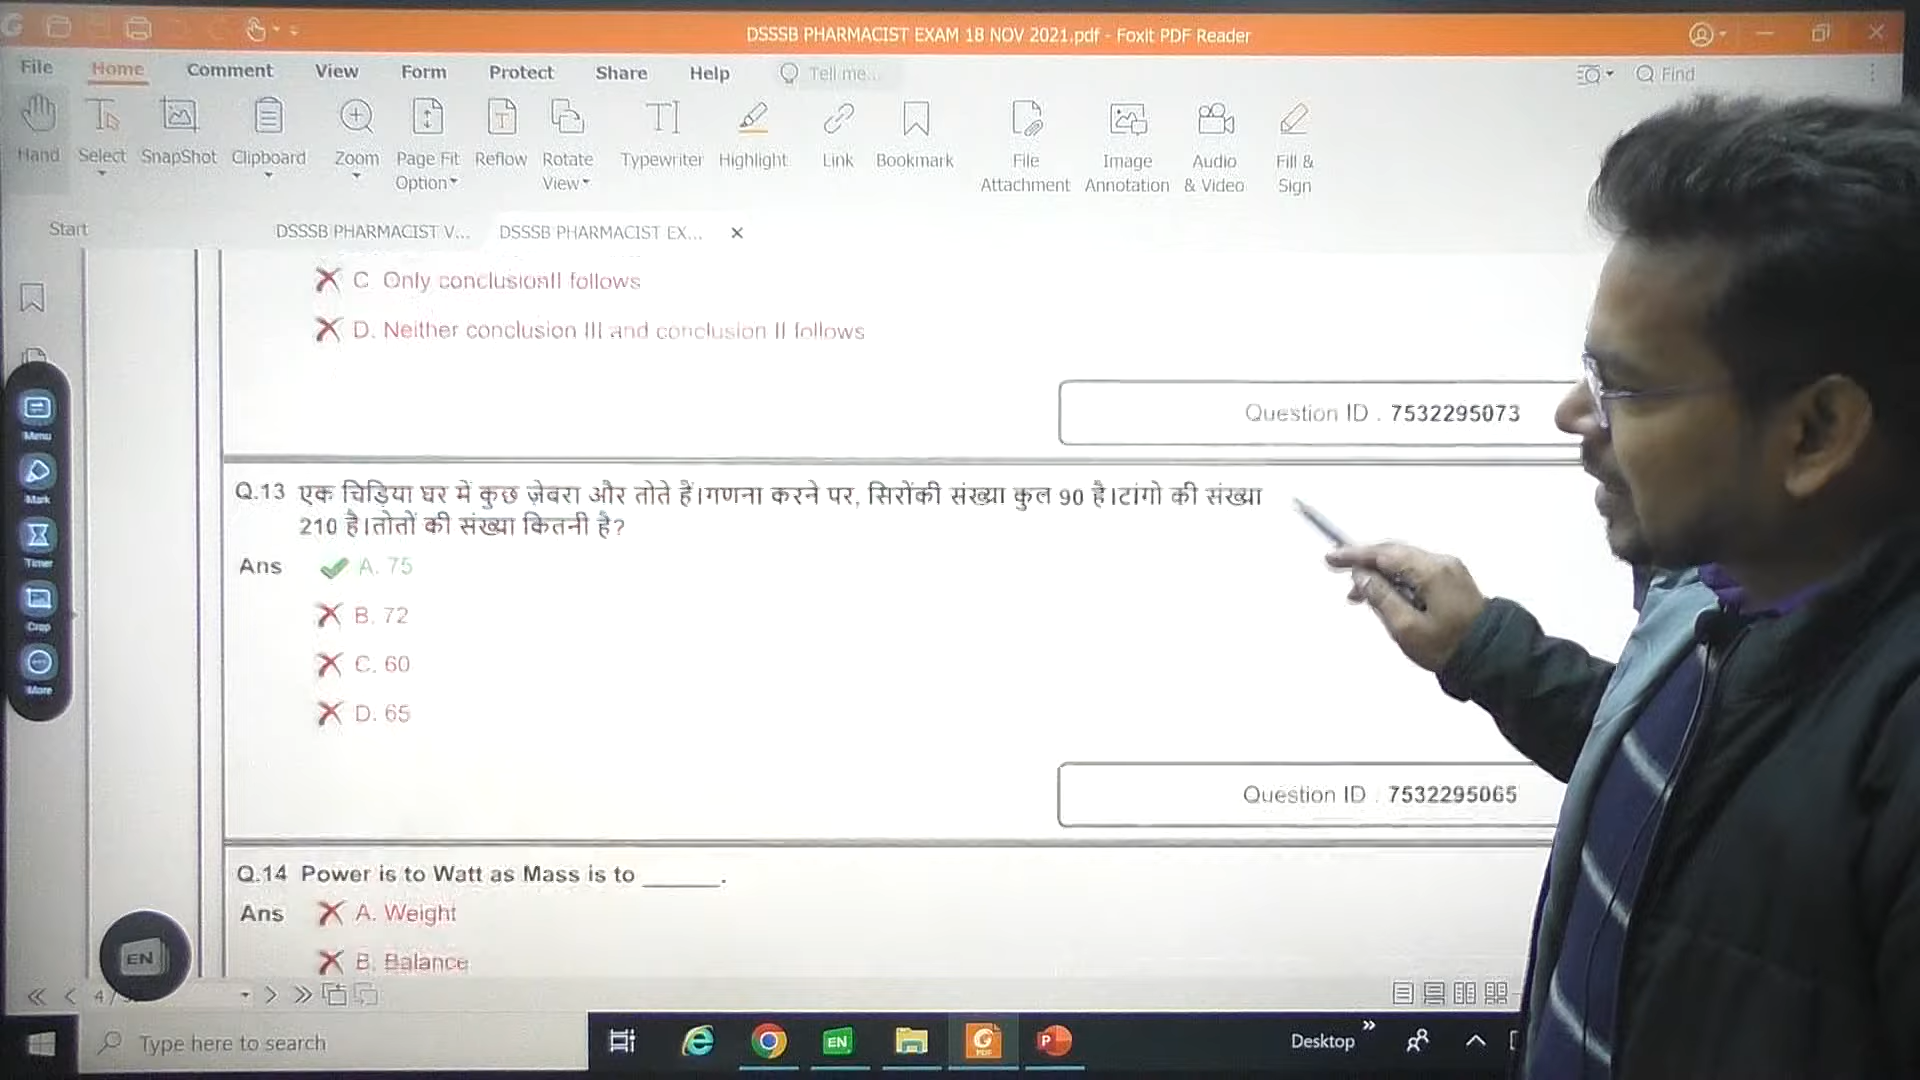 DSSSB PHARMACIST EXAM 18 NOV 2021.pdf - Foxit PDF Reader
File Home Comment View Form Protect Share Help Tell me... Find
Hand Select SnapShot Clipboard Zoom Page Fit Option Reflow Rotate View Typewriter Highlight Link Bookmark File Attachment Image Annotation Audio & Video Fill & Sign
Start DSSSB PHARMACIST V... DSSSB PHARMACIST EX...
C Only conclusionII follows
D. Neither conclusion III and conclusion II follows
Question ID . 7532295073
Q.13 एक चिड़िया घर में कुछ ज़ेबरा और तोते हैं।गणना करने पर, सिरोंकी संख्या कुल 90 है।टांगो की संख्या
210 है।तोतों की संख्या कितनी है?
Ans A. 75
B. 72
C. 60
D. 65
Question ID . 7532295065
Q.14 Power is to Watt as Mass is to ______.
Ans A. Weight
B. Balance
Menu
Mark
Timer
Crop
More
EN
4 /
Type here to search
EN
Desktop